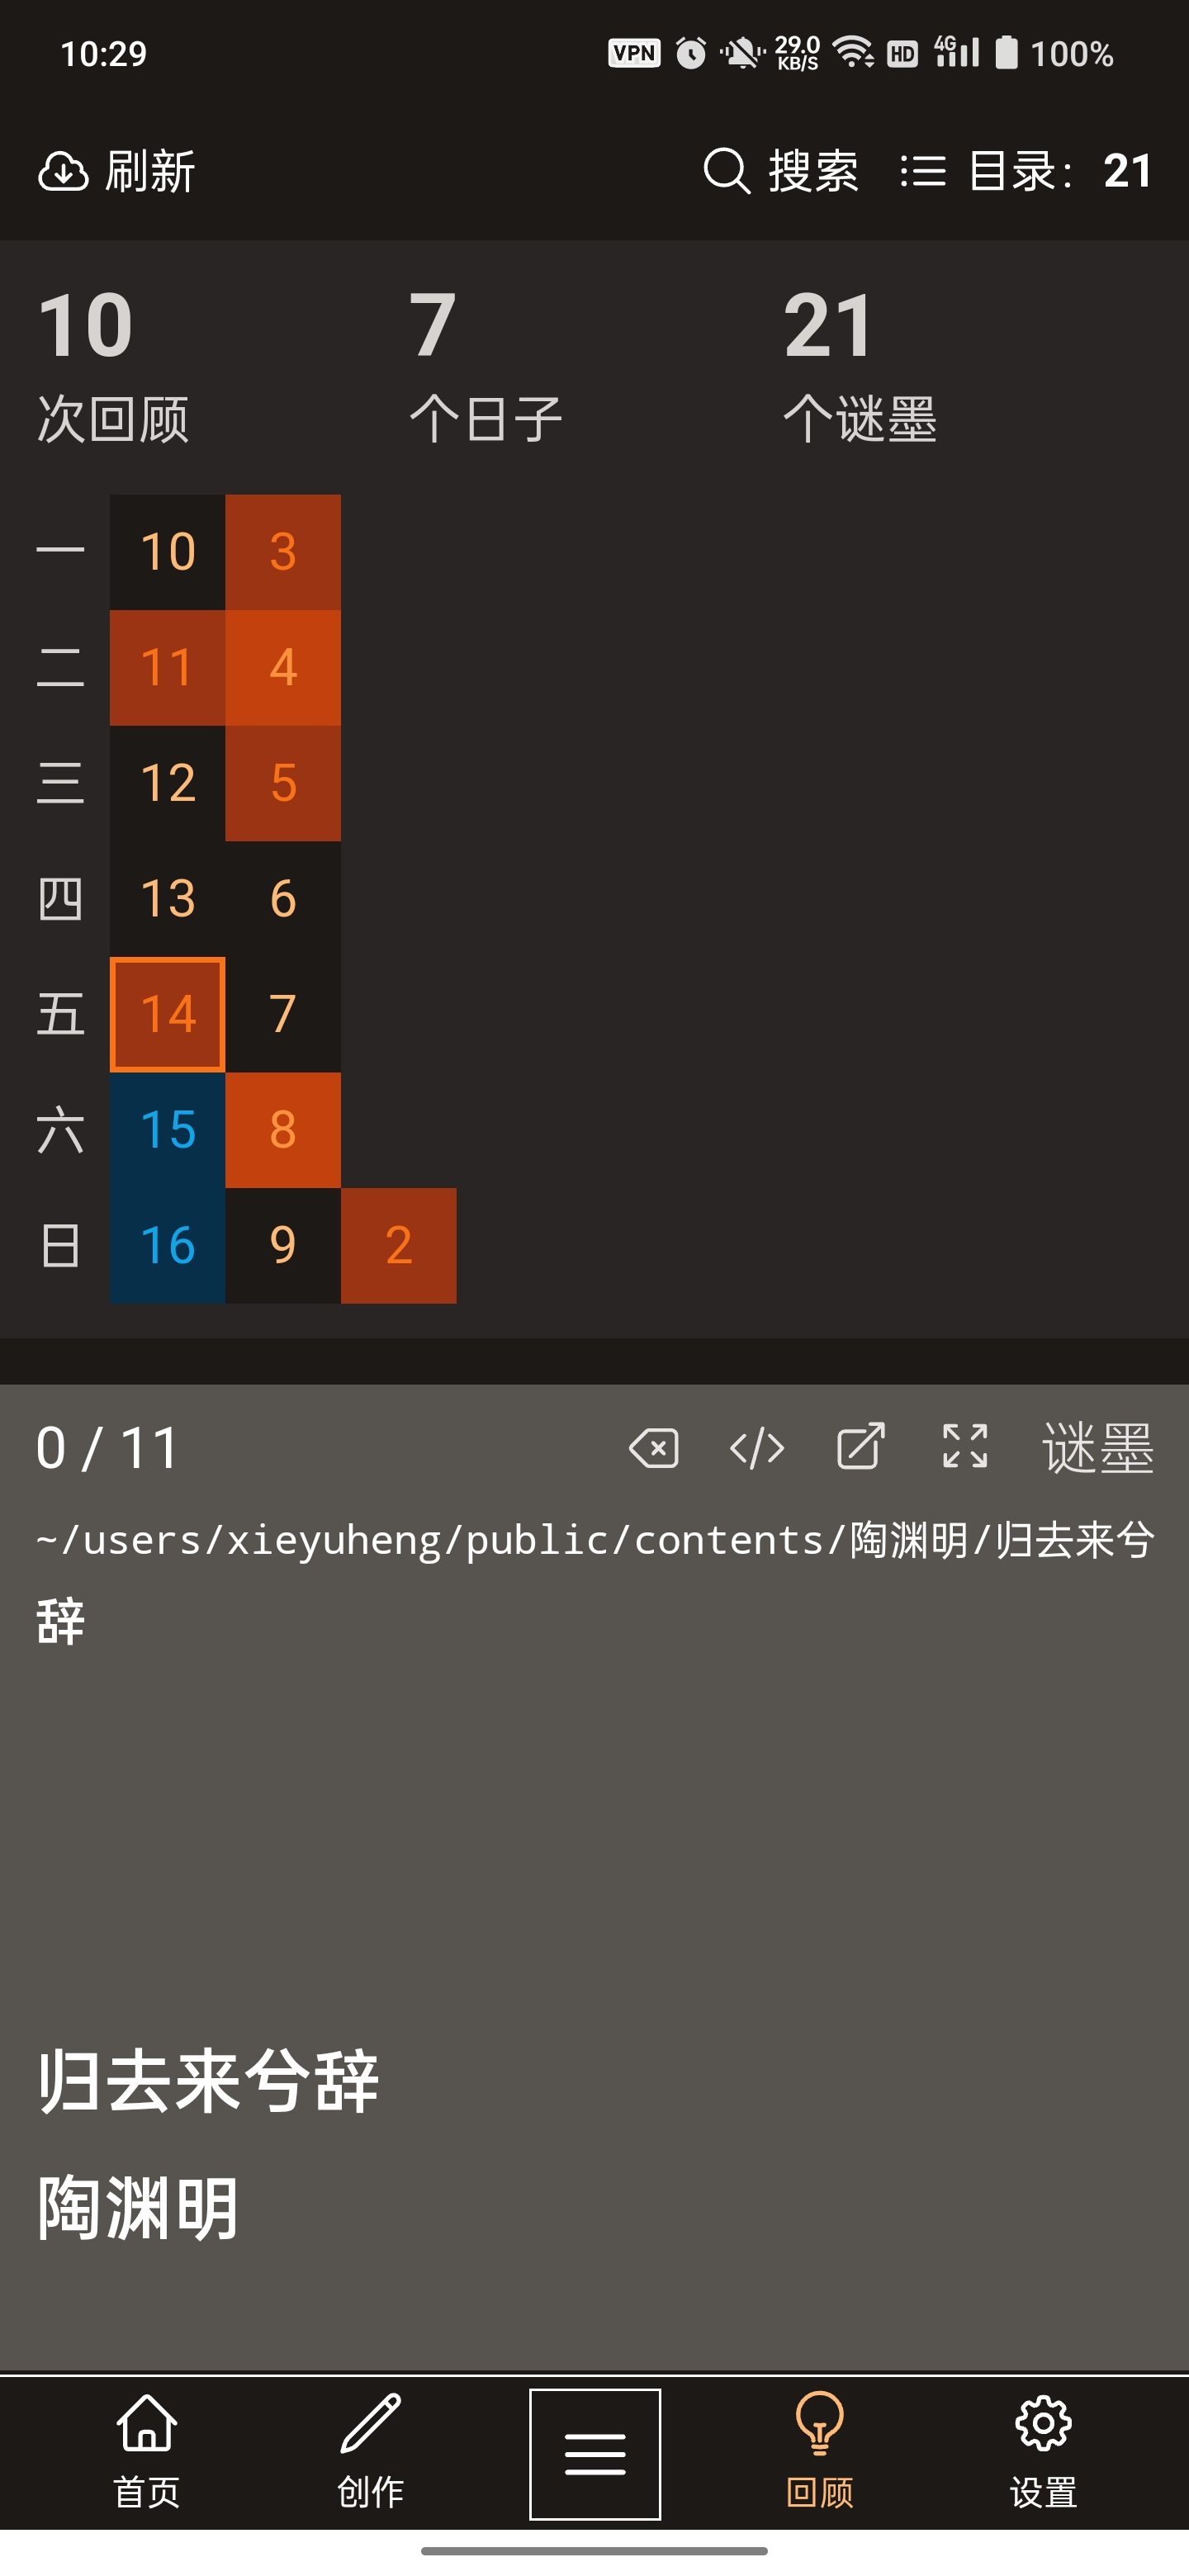 10:29 VPN 29.0 KB/S HD 4G 100%
刷新 搜索 目录: 21
10 7 21
次回顾 个日子 个谜墨
一 10 3
二 11 4
三 12 5
四 13 6
五 14 7
六 15 8
日 16 9 2
0 / 11 </> 谜墨
~/users/xieyuheng/public/contents/陶渊明/归去来兮
辞
归去来兮辞
陶渊明
首页 创作 回顾 设置